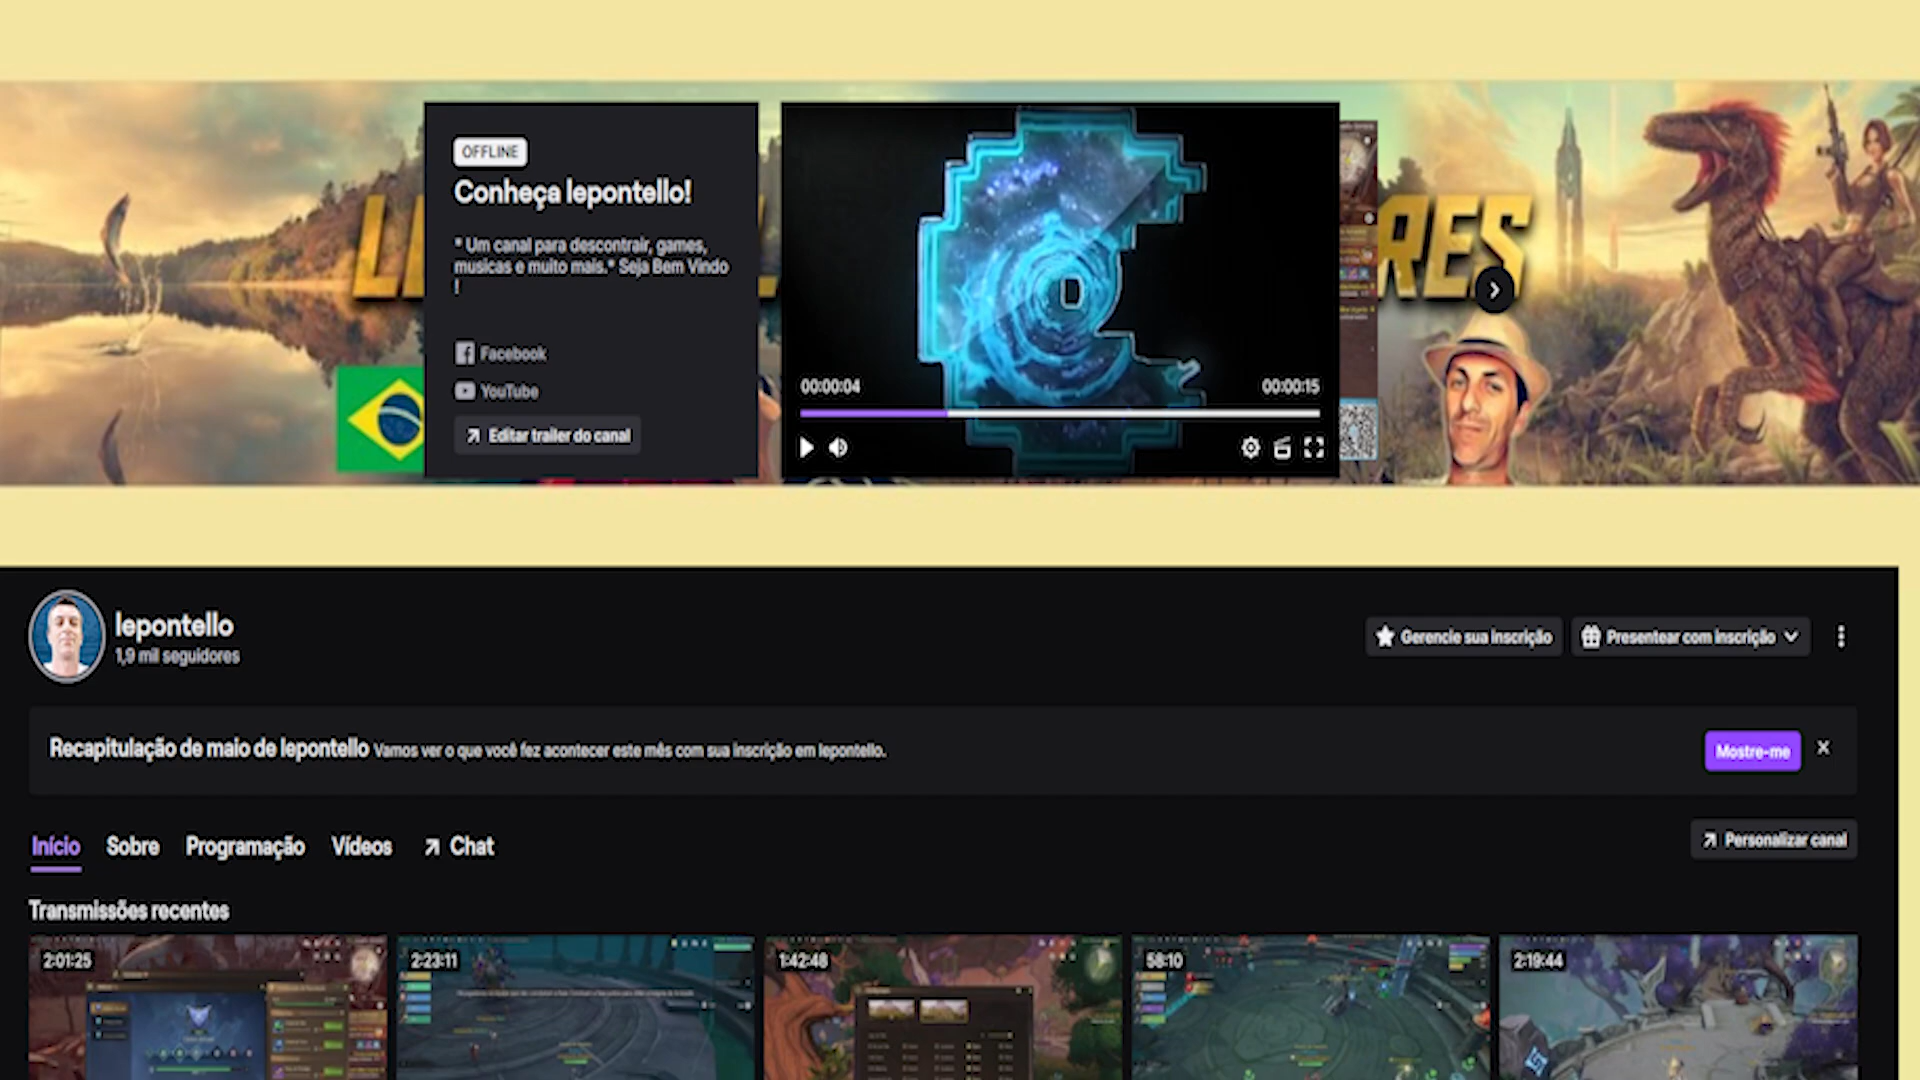 OFFLINE
Conheça lepontello!
* Um canal para descontrair, games,
musicas e muito mais.* Seja Bem Vindo
!
Facebook
YouTube
Editar trailer do canal
00:00:04
00:00:15
RES
lepontello
1,9 mil seguidores
Gerencie sua inscrição
Presentear com inscrição
Recapitulação de maio de lepontello Vamos ver o que você fez acontecer este mês com sua inscrição em lepontello.
Mostre-me
Início
Sobre
Programação
Vídeos
Chat
Personalizar canal
Transmissões recentes
2:01:25
2:23:11
1:42:48
58:10
2:19:44